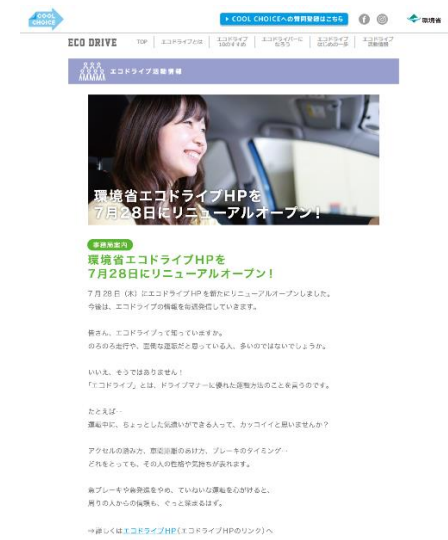 COOL
CHOICE
COOL CHOICEへの賛同登録はこちら
環境省
ECO DRIVE
TOP
エコドライブとは
エコドライブ
10のすすめ
エコドライバーに
なろう
エコドライブ
はじめの一歩
エコドライブ
活動情報
エコドライブ活動情報
環境省エコドライブHPを
7月28日にリニューアルオープン!
事務局案内
環境省エコドライブHPを
7月28日にリニューアルオープン!
7月28日(水)にエコドライブHPを新たにリニューアルオープンしました。
今後は、エコドライブの情報を毎週発信していきます。
皆さん、エコドライブって知っていますか。
のろのろ走行や、面倒な運転だと思っている人、多いのではないでしょうか。
いいえ、そうではありません!
「エコドライブ」とは、ドライブマナーに優れた運転方法のことを言うのです。
たとえば…
運転中に、ちょっとした気遣いができる人って、カッコイイと思いませんか?
アクセルの踏み方、車間距離のあけ方、ブレーキのタイミング…
どれをとっても、その人の性格や気持ちが表れます。
急ブレーキや急発進をやめ、ていねいな運転を心がけると、
周りの人からの信頼も、ぐっと深まるはず。
⇒詳しくはエコドライブHP(エコドライブHPのリンク)へ